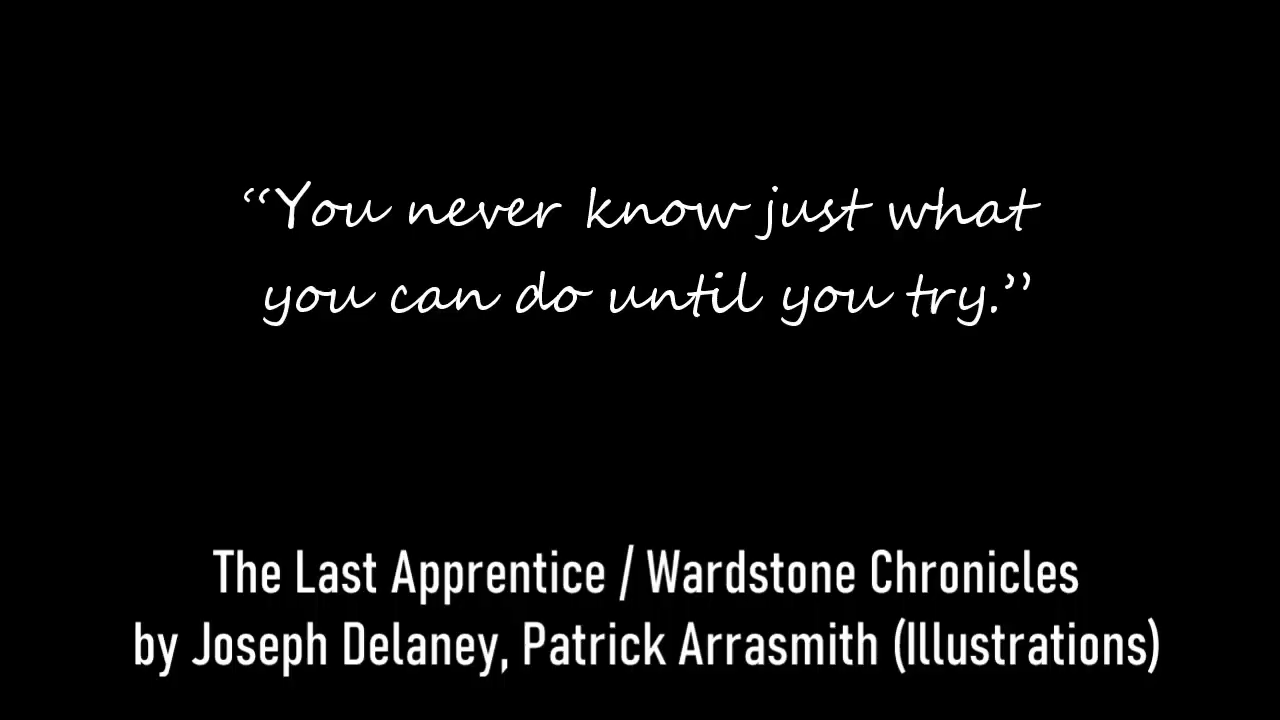 “You never know just what
you can do until you try.”
The Last Apprentice / Wardstone Chronicles
by Joseph Delaney, Patrick Arrasmith (Illustrations)